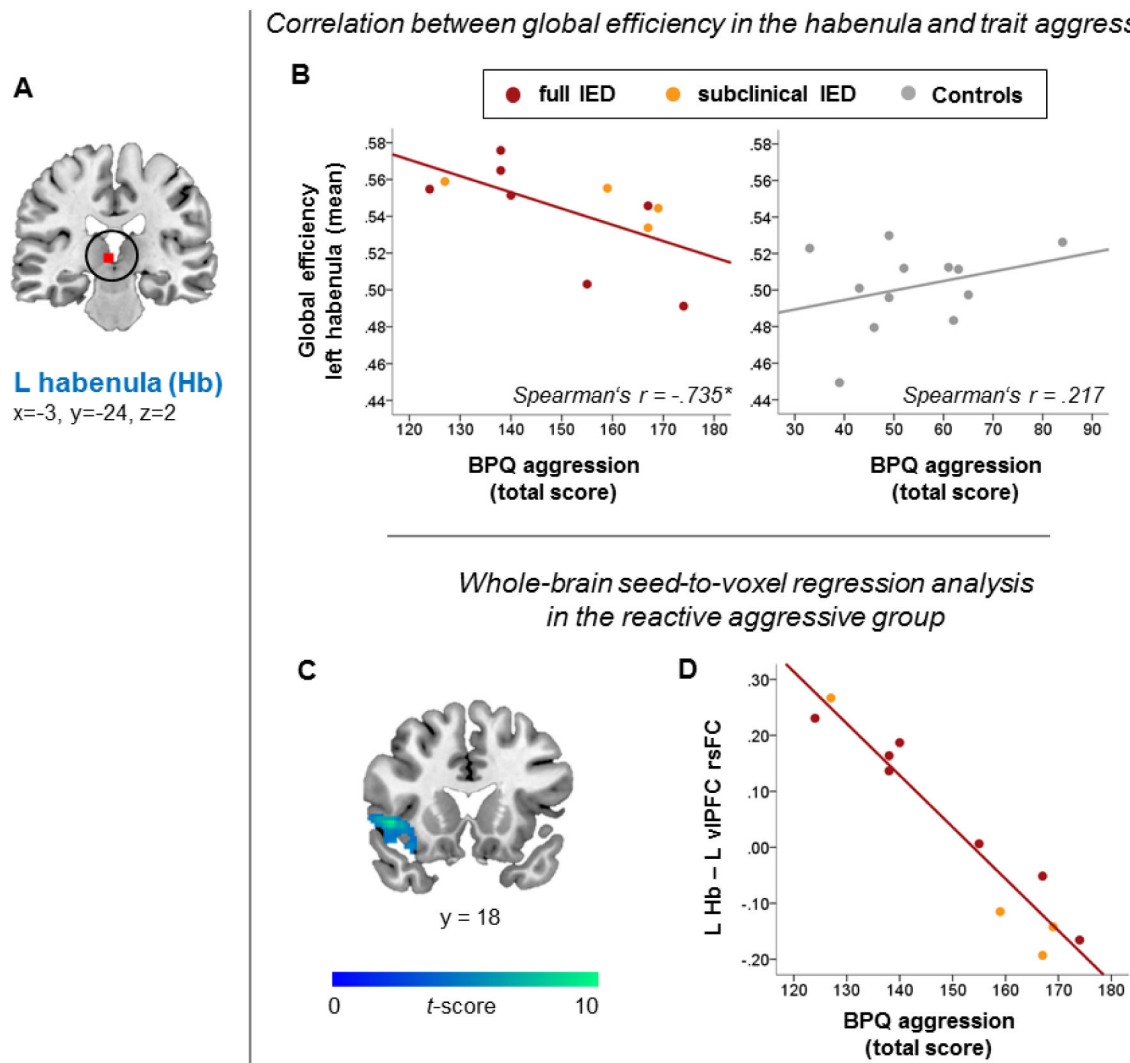 Correlation between global efficiency in the habenula and trait aggress
A
L habenula (Hb)
x=-3, y=-24, z=2
B
full IED subclinical IED Controls
Global efficiency
left habenula (mean)
.58
.56
.54
.52
.50
.48
.46
.44
Spearman's r = -.735*
120 130 140 150 160 170 180
BPQ aggression
(total score)
.58
.56
.54
.52
.50
.48
.46
.44
Spearman's r = .217
30 40 50 60 70 80 90
BPQ aggression
(total score)
Whole-brain seed-to-voxel regression analysis
in the reactive aggressive group
C
y = 18
0 t-score 10
D
L Hb – L vlPFC rsFC
.30
.20
.10
.00
-.10
-.20
120 130 140 150 160 170 180
BPQ aggression
(total score)